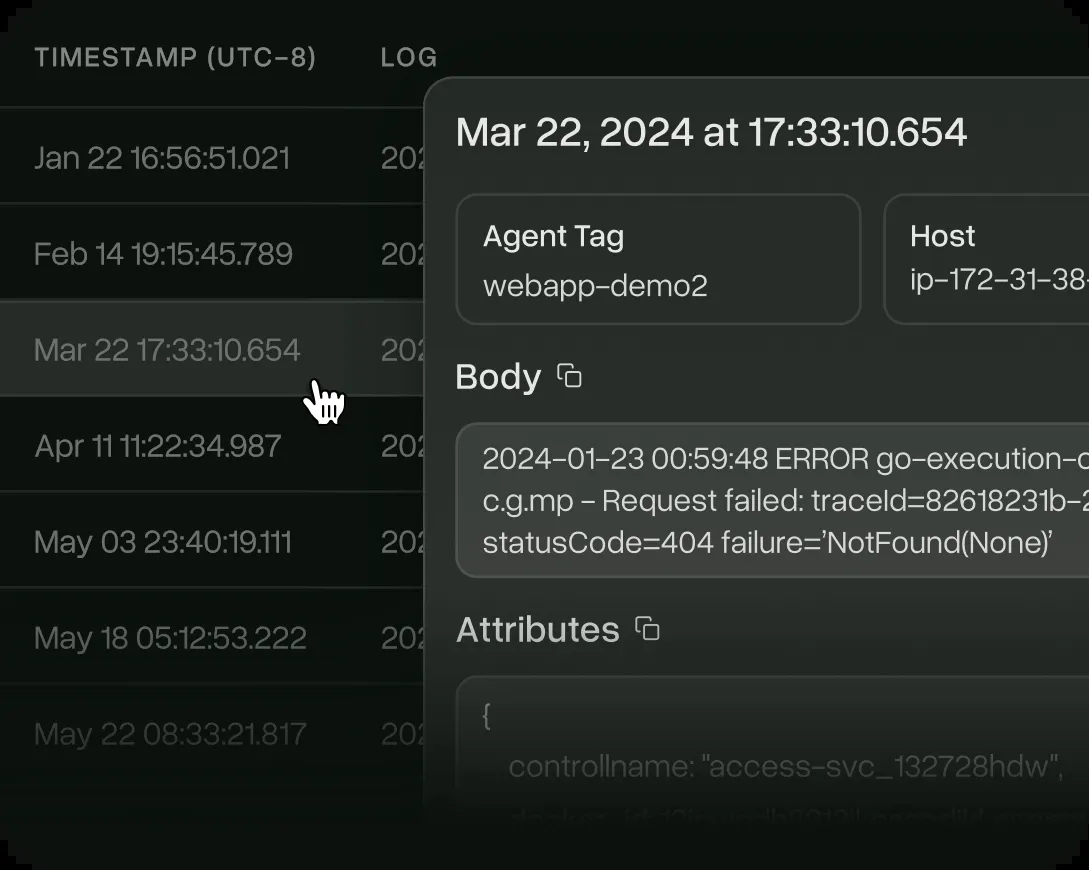 TIMESTAMP (UTC-8) LOG
Jan 22 16:56:51.021 202
Feb 14 19:15:45.789 202
Mar 22 17:33:10.654 202
Apr 11 11:22:34.987 202
May 03 23:40:19.111 202
May 18 05:12:53.222 202
May 22 08:33:21.817 202
Mar 22, 2024 at 17:33:10.654
Agent Tag
webapp-demo2
Host
ip-172-31-38-
Body
2024-01-23 00:59:48 ERROR go-execution-c
c.g.mp - Request failed: traceId=82618231b-2
statusCode=404 failure='NotFound(None)'
Attributes
{
controllname: "access-svc_132728hdw",